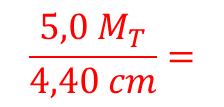 5,0 M_T
4,40 cm =